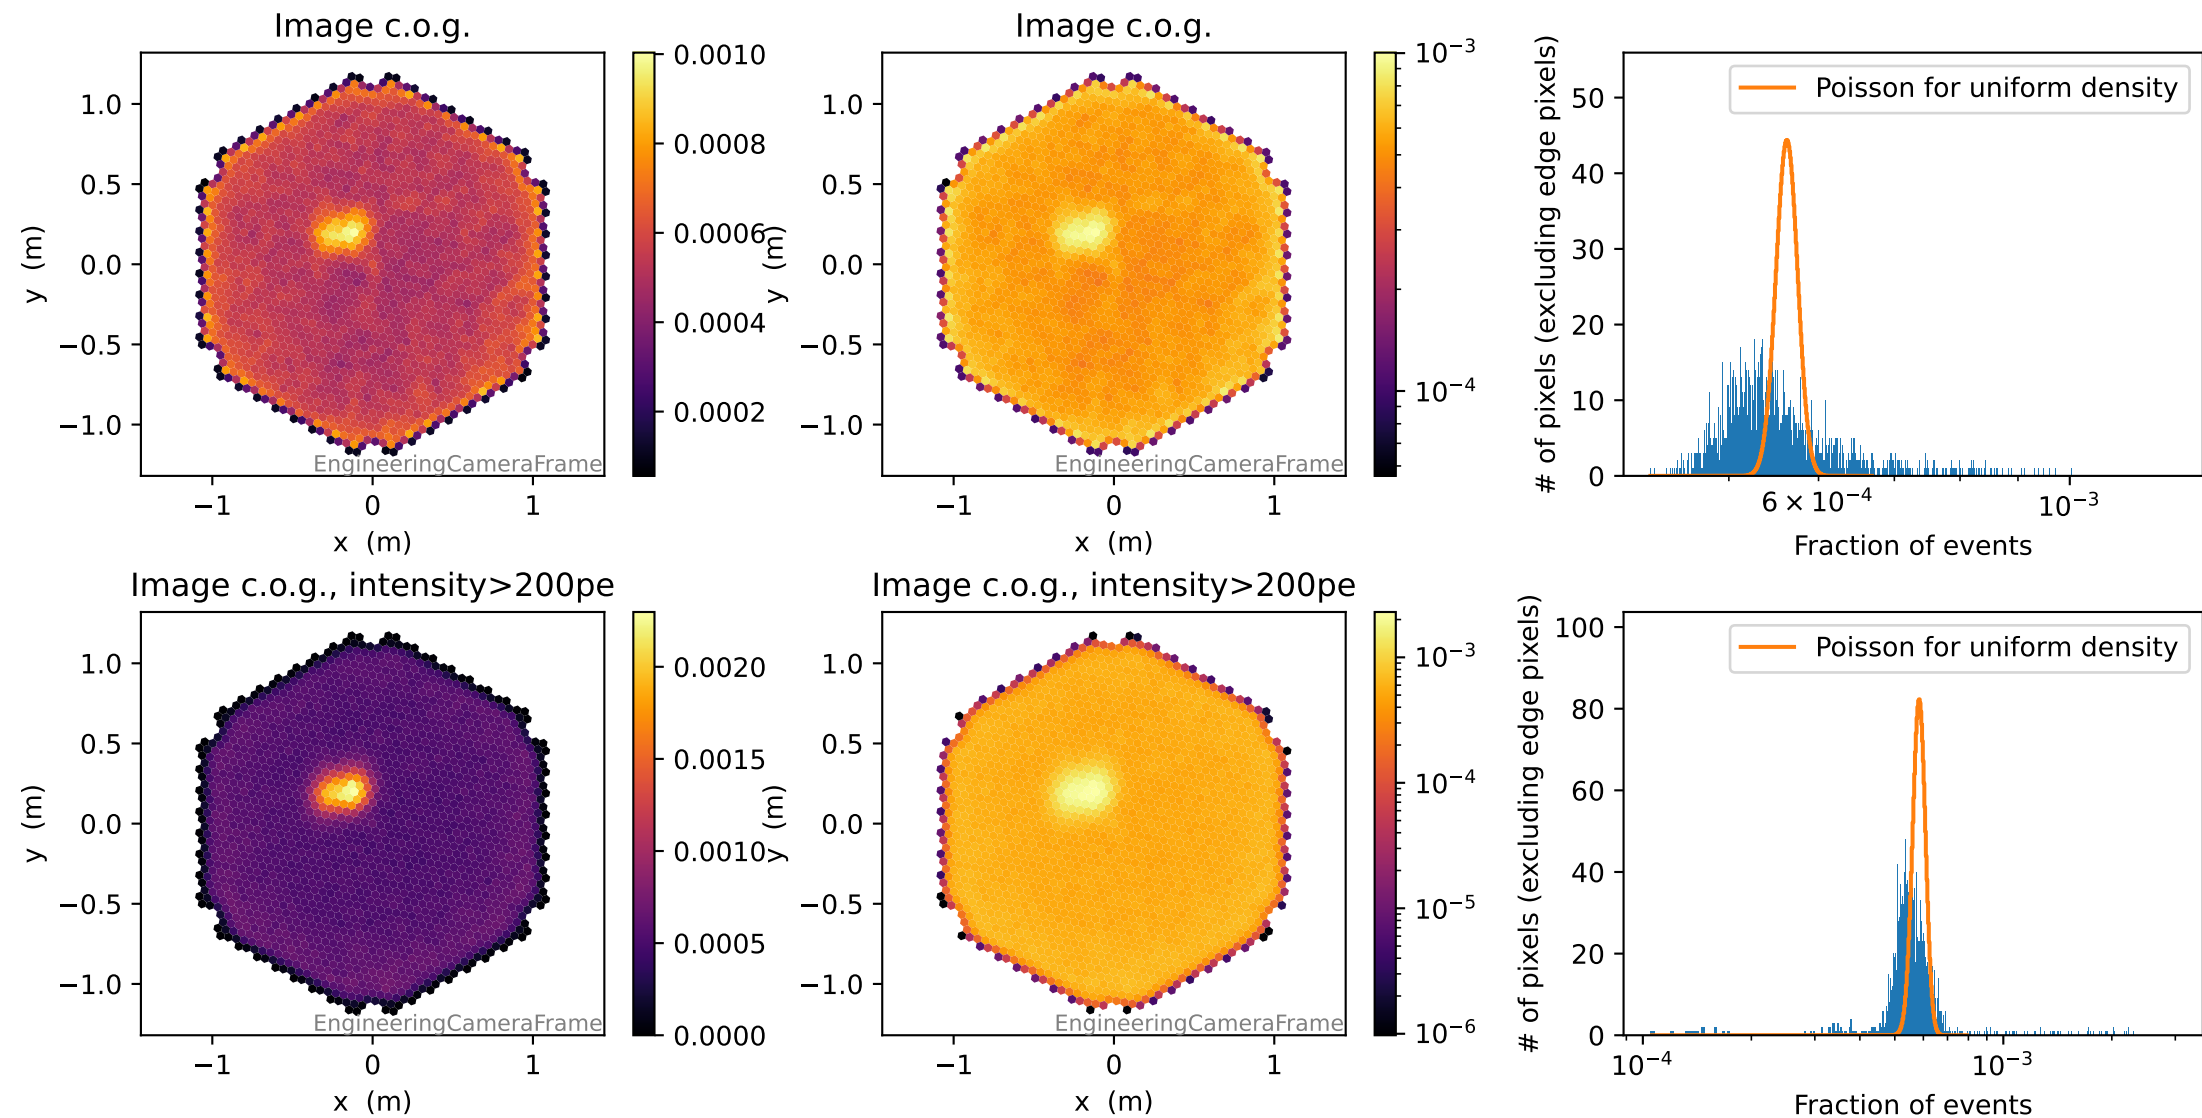 Image c.o.g.
1.0
0.5
0.0
−0.5
−1.0
y (m)
−1 0 1
x (m)
EngineeringCameraFrame
0.0010
0.0008
0.0006
0.0004
0.0002
Image c.o.g.
1.0
0.5
0.0
−0.5
−1.0
y (m)
−1 0 1
x (m)
EngineeringCameraFrame
10⁻³
10⁻⁴
Poisson for uniform density
50
40
30
20
10
0
# of pixels (excluding edge pixels)
6 × 10⁻⁴ 10⁻³
Fraction of events
Image c.o.g., intensity>200pe
1.0
0.5
0.0
−0.5
−1.0
y (m)
−1 0 1
x (m)
EngineeringCameraFrame
0.0020
0.0015
0.0010
0.0005
0.0000
Image c.o.g., intensity>200pe
1.0
0.5
0.0
−0.5
−1.0
y (m)
−1 0 1
x (m)
EngineeringCameraFrame
10⁻³
10⁻⁴
10⁻⁵
10⁻⁶
Poisson for uniform density
100
80
60
40
20
0
# of pixels (excluding edge pixels)
10⁻⁴ 10⁻³
Fraction of events